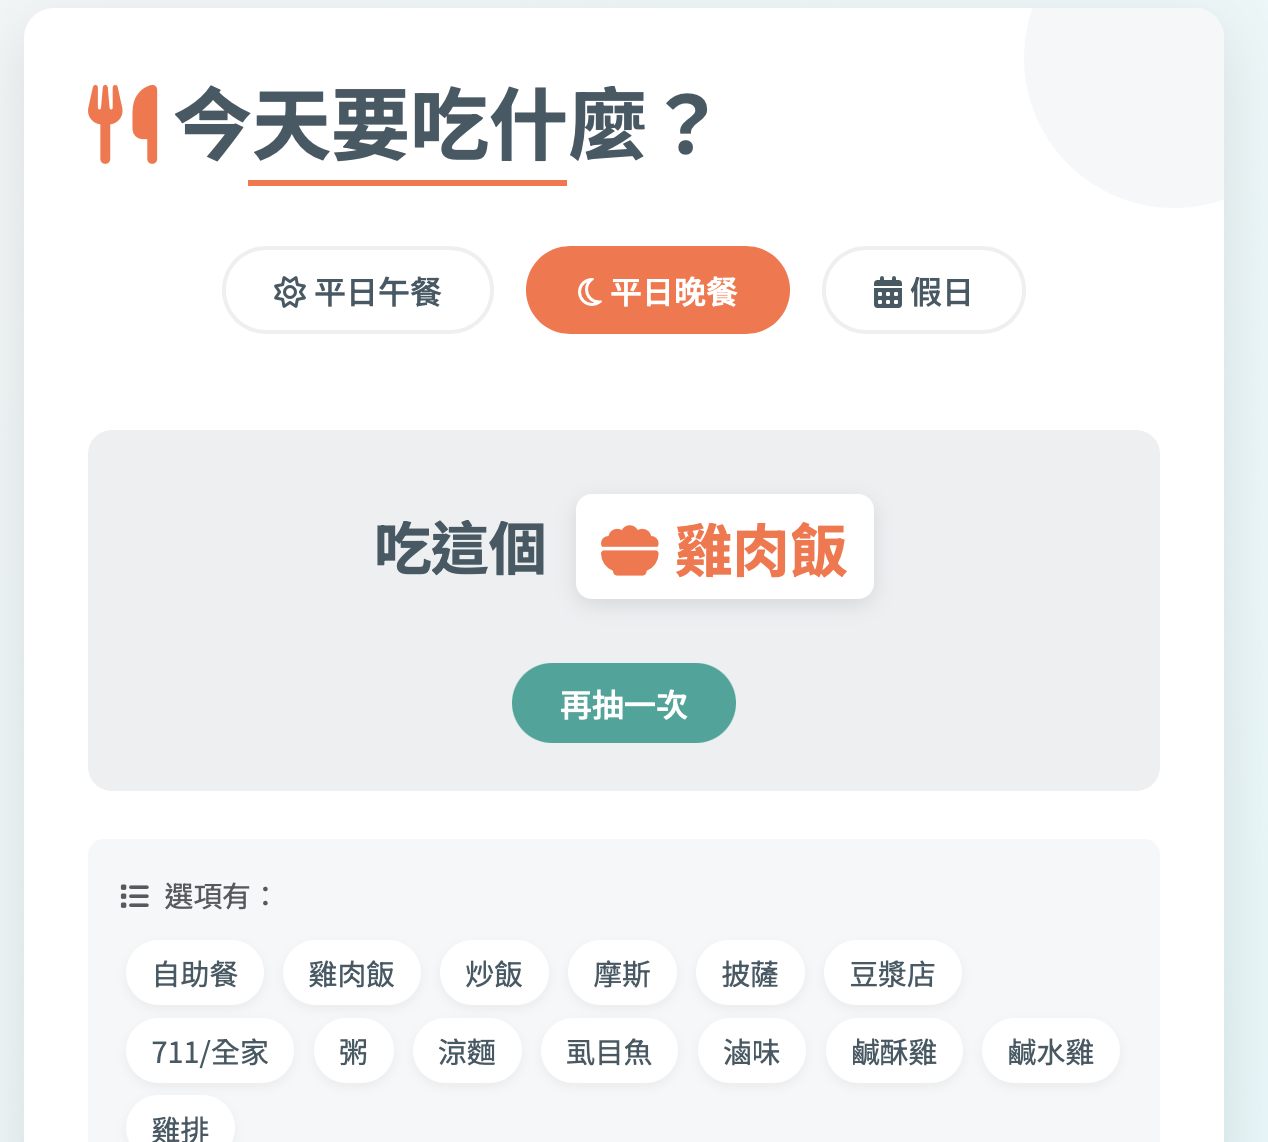 今天要吃什麼？
平日午餐 平日晚餐 假日
吃這個 雞肉飯
再抽一次
選項有：
自助餐 雞肉飯 炒飯 摩斯 披薩 豆漿店
711/全家 粥 涼麵 虱目魚 滷味 鹹酥雞 鹹水雞
雞排